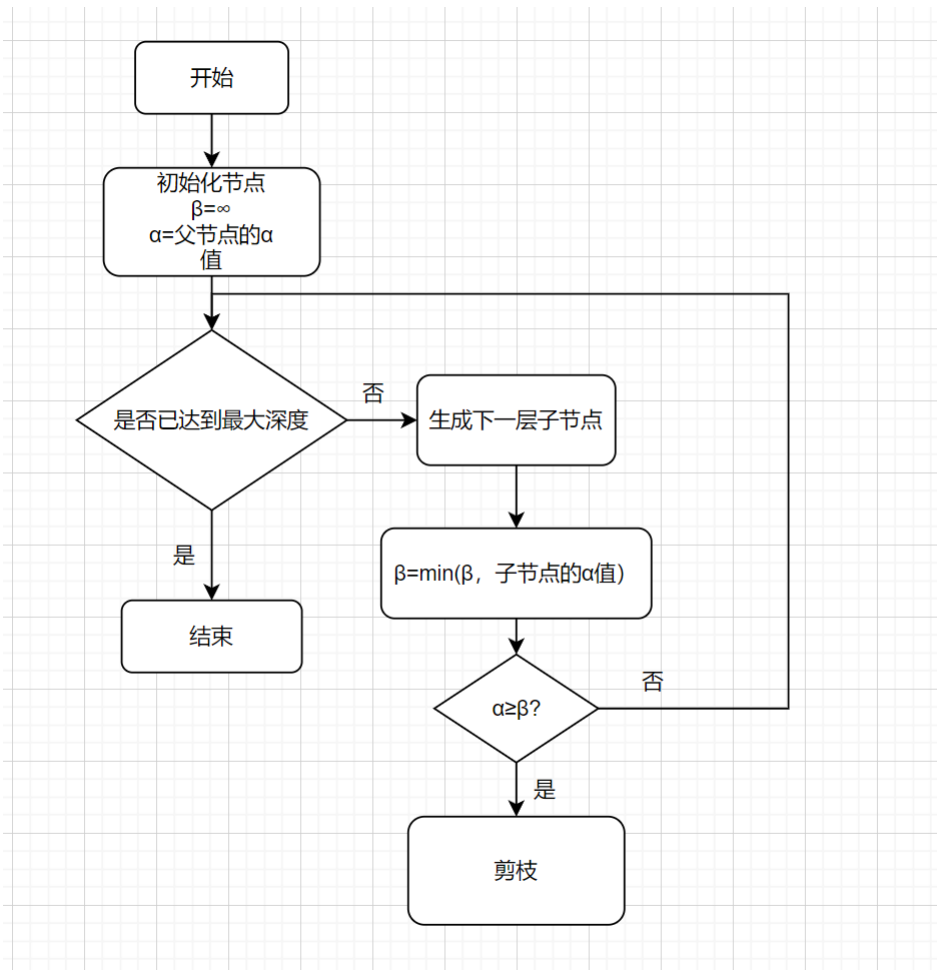 开始
初始化节点
β=∞
α=父节点的α
值
是否已达到最大深度
否
生成下一层子节点
是
β=min(β，子节点的α值)
结束
α≥β?
否
是
剪枝